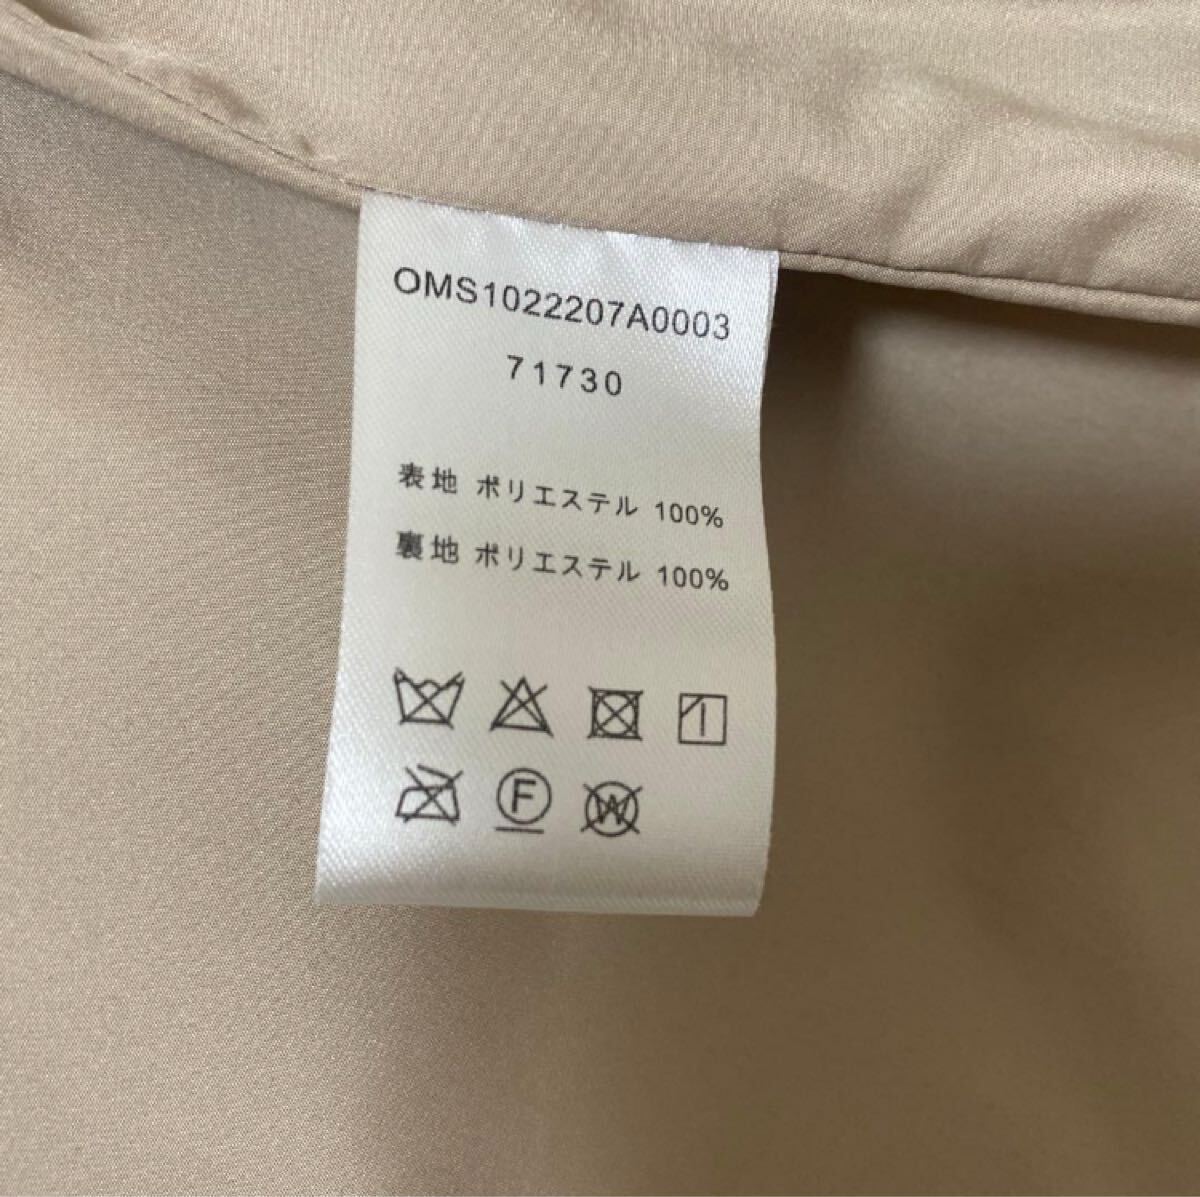 OMS1022207A0003
71730
表地 ポリエステル 100%
裏地 ポリエステル 100%
F
W